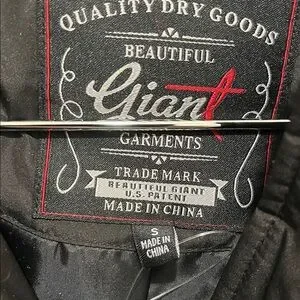 QUALITY DRY GOODS
BEAUTIFUL
Giant
GARMENTS
TRADE MARK
BEAUTIFUL GIANT
U.S. PATENT
MADE IN CHINA
S
MADE IN
CHINA